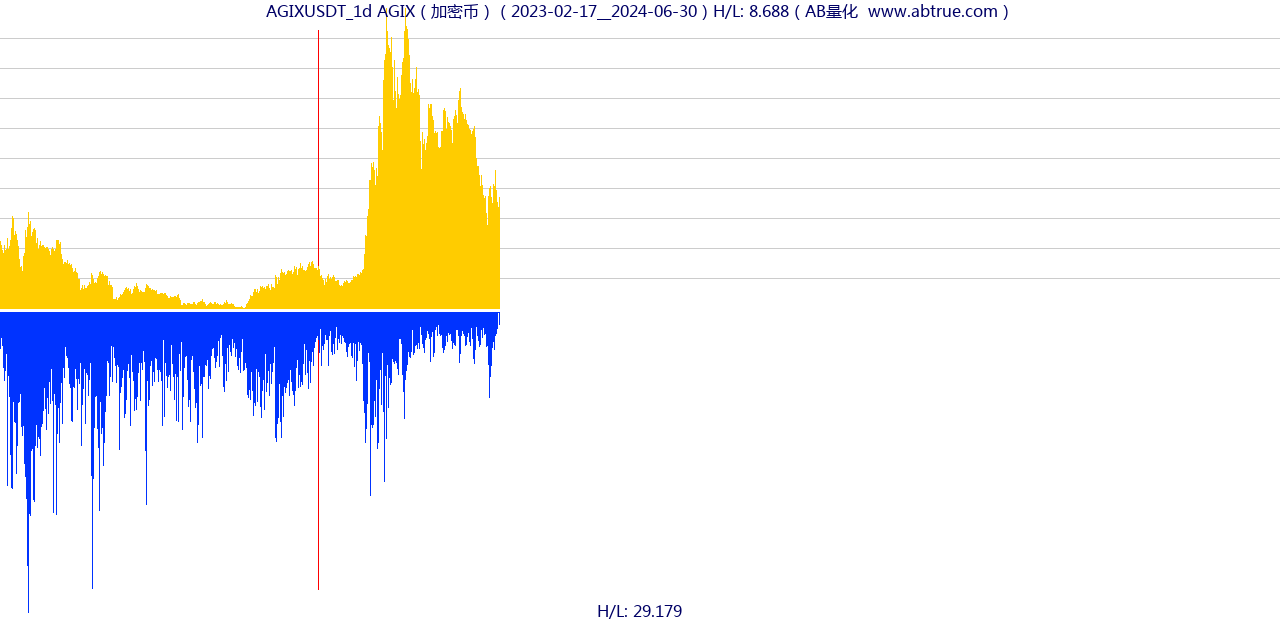 AGIXUSDT_1d AGIX ( 加密币 ) ( 2023-02-17__2024-06-30 ) H/L: 8.688 ( AB量化  www.abtrue.com )
H/L: 29.179